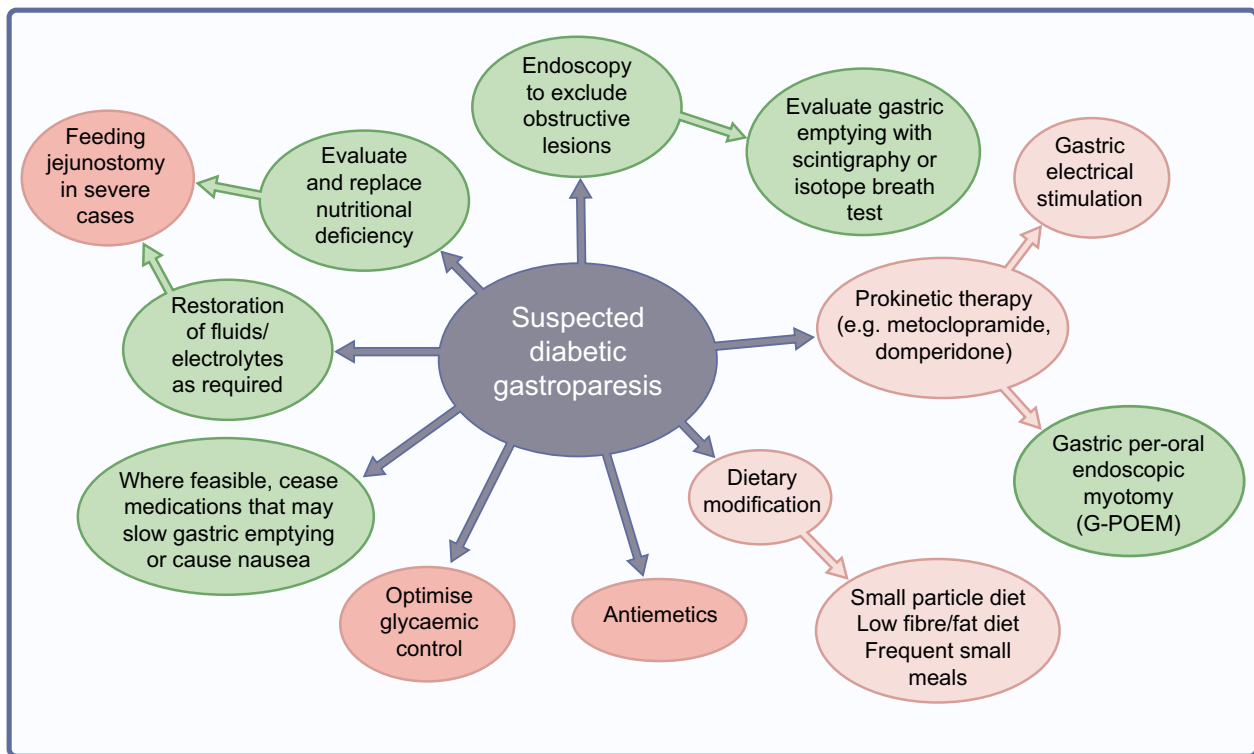 Endoscopy
to exclude
obstructive
lesions
Evaluate gastric
emptying with
scintigraphy or
isotope breath
test
Feeding
jejunostomy
in severe
cases
Evaluate
and replace
nutritional
deficiency
Gastric
electrical
stimulation
Restoration
of fluids/
electrolytes
as required
Suspected
diabetic
gastroparesis
Prokinetic therapy
(e.g. metoclopramide,
domperidone)
Where feasible, cease
medications that may
slow gastric emptying
or cause nausea
Dietary
modification
Gastric per-oral
endoscopic
myotomy
(G-POEM)
Optimise
glycaemic
control
Antiemetics
Small particle diet
Low fibre/fat diet
Frequent small
meals